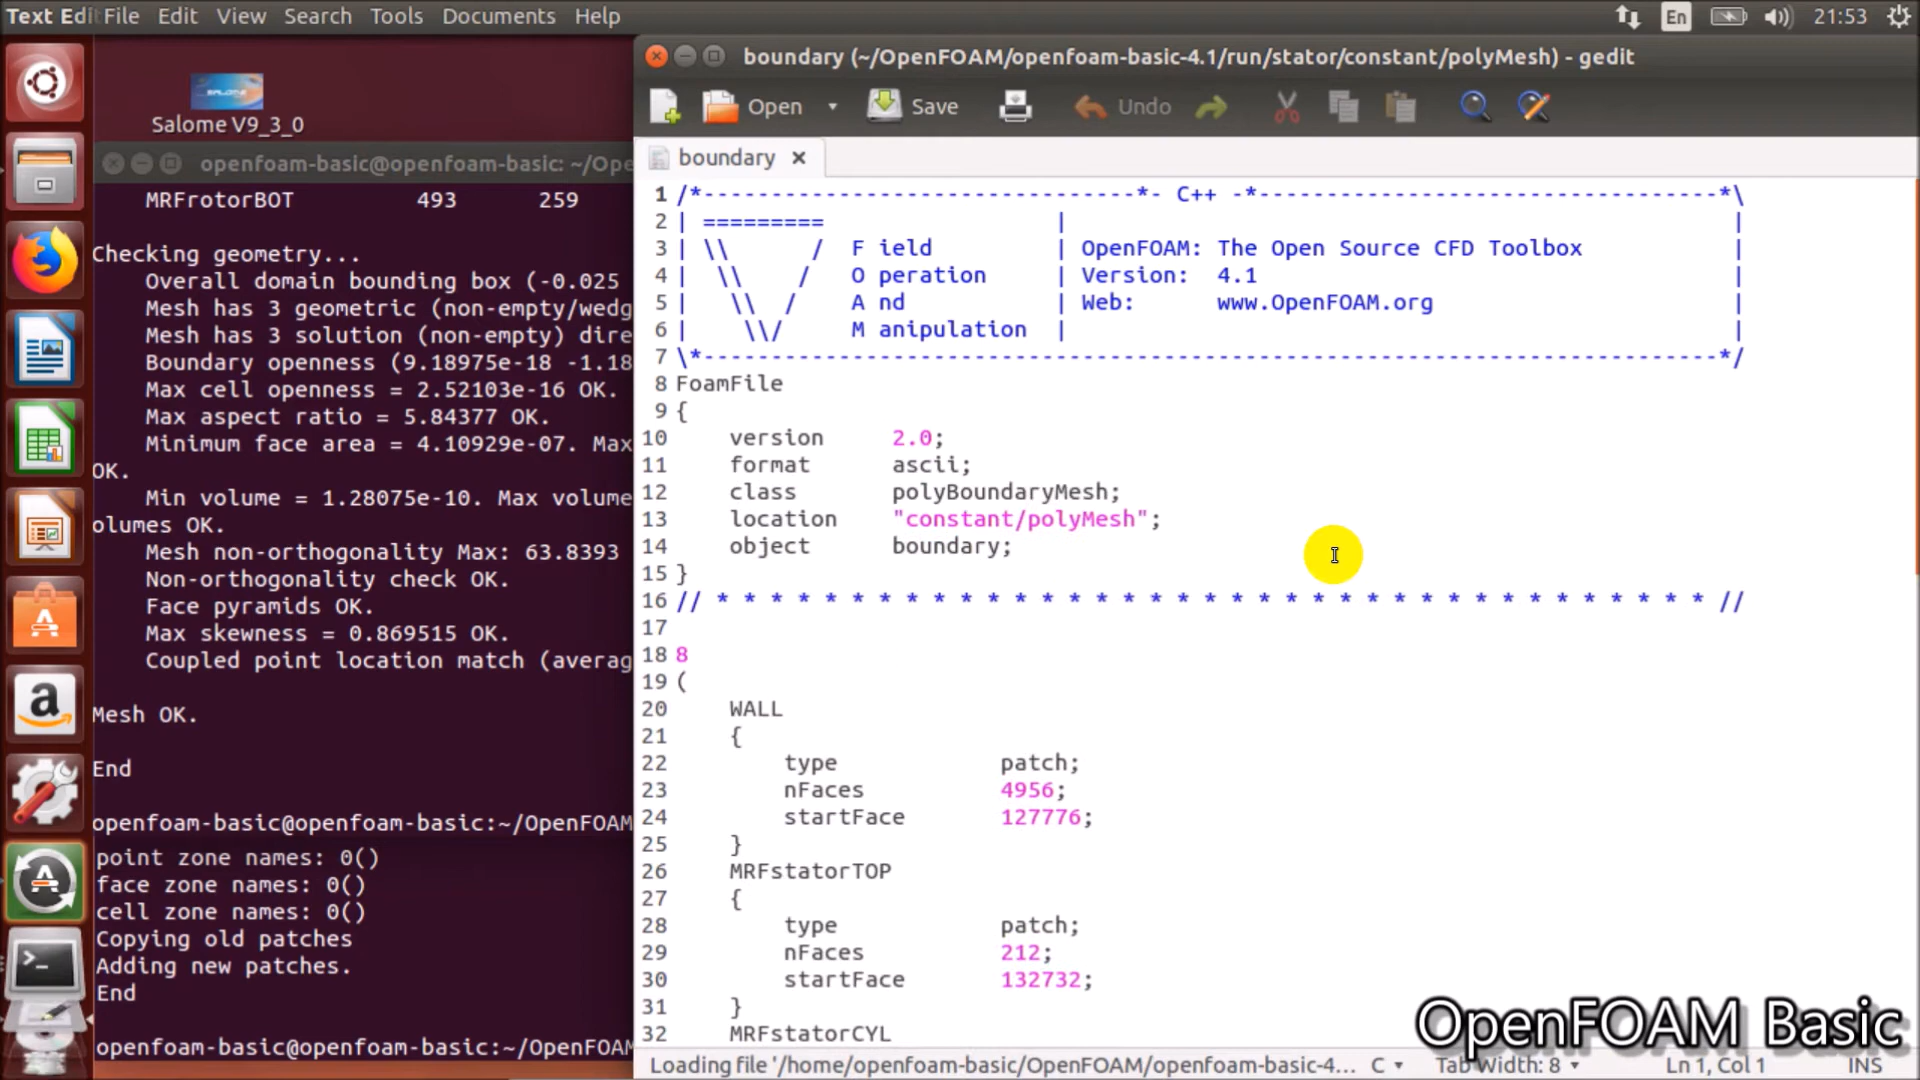 Text Edi File Edit View Search Tools Documents Help
En 21:53
Salome V9_3_0
openfoam-basic@openfoam-basic: ~/Ope
MRFrotorBOT 493 259
Checking geometry...
Overall domain bounding box (-0.025
Mesh has 3 geometric (non-empty/wedg
Mesh has 3 solution (non-empty) dire
Boundary openness (9.18975e-18 -1.18
Max cell openness = 2.52103e-16 OK.
Max aspect ratio = 5.84377 OK.
Minimum face area = 4.10929e-07. Max
OK.
Min volume = 1.28075e-10. Max volume
olumes OK.
Mesh non-orthogonality Max: 63.8393
Non-orthogonality check OK.
Face pyramids OK.
Max skewness = 0.869515 OK.
Coupled point location match (averag
Mesh OK.
End
openfoam-basic@openfoam-basic:~/OpenFOAM
point zone names: 0()
face zone names: 0()
cell zone names: 0()
Copying old patches
Adding new patches.
End
openfoam-basic@openfoam-basic:~/OpenFOAM
boundary (~/OpenFOAM/openfoam-basic-4.1/run/stator/constant/polyMesh) - gedit
Open Save Undo
boundary
1 /*--------------------------------*- C++ -*----------------------------------*\
2 | =========                 |                                                 |
3 | \\      /  F ield         | OpenFOAM: The Open Source CFD Toolbox           |
4 |  \\    /   O peration     | Version:  4.1                                   |
5 |   \\  /    A nd           | Web:      www.OpenFOAM.org                      |
6 |    \\/     M anipulation  |                                                 |
7 \*---------------------------------------------------------------------------*/
8 FoamFile
9 {
10     version     2.0;
11     format      ascii;
12     class       polyBoundaryMesh;
13     location    "constant/polyMesh";
14     object      boundary;
15 }
16 // * * * * * * * * * * * * * * * * * * * * * * * * * * * * * * * * * * * * * //
17
18 8
19 (
20     WALL
21     {
22         type            patch;
23         nFaces          4956;
24         startFace       127776;
25     }
26     MRFstatorTOP
27     {
28         type            patch;
29         nFaces          212;
30         startFace       132732;
31     }
32     MRFstatorCYL
OpenFOAM Basic
Loading file '/home/openfoam-basic/OpenFOAM/openfoam-basic-4... C Tab Width: 8 Ln 1, Col 1 INS